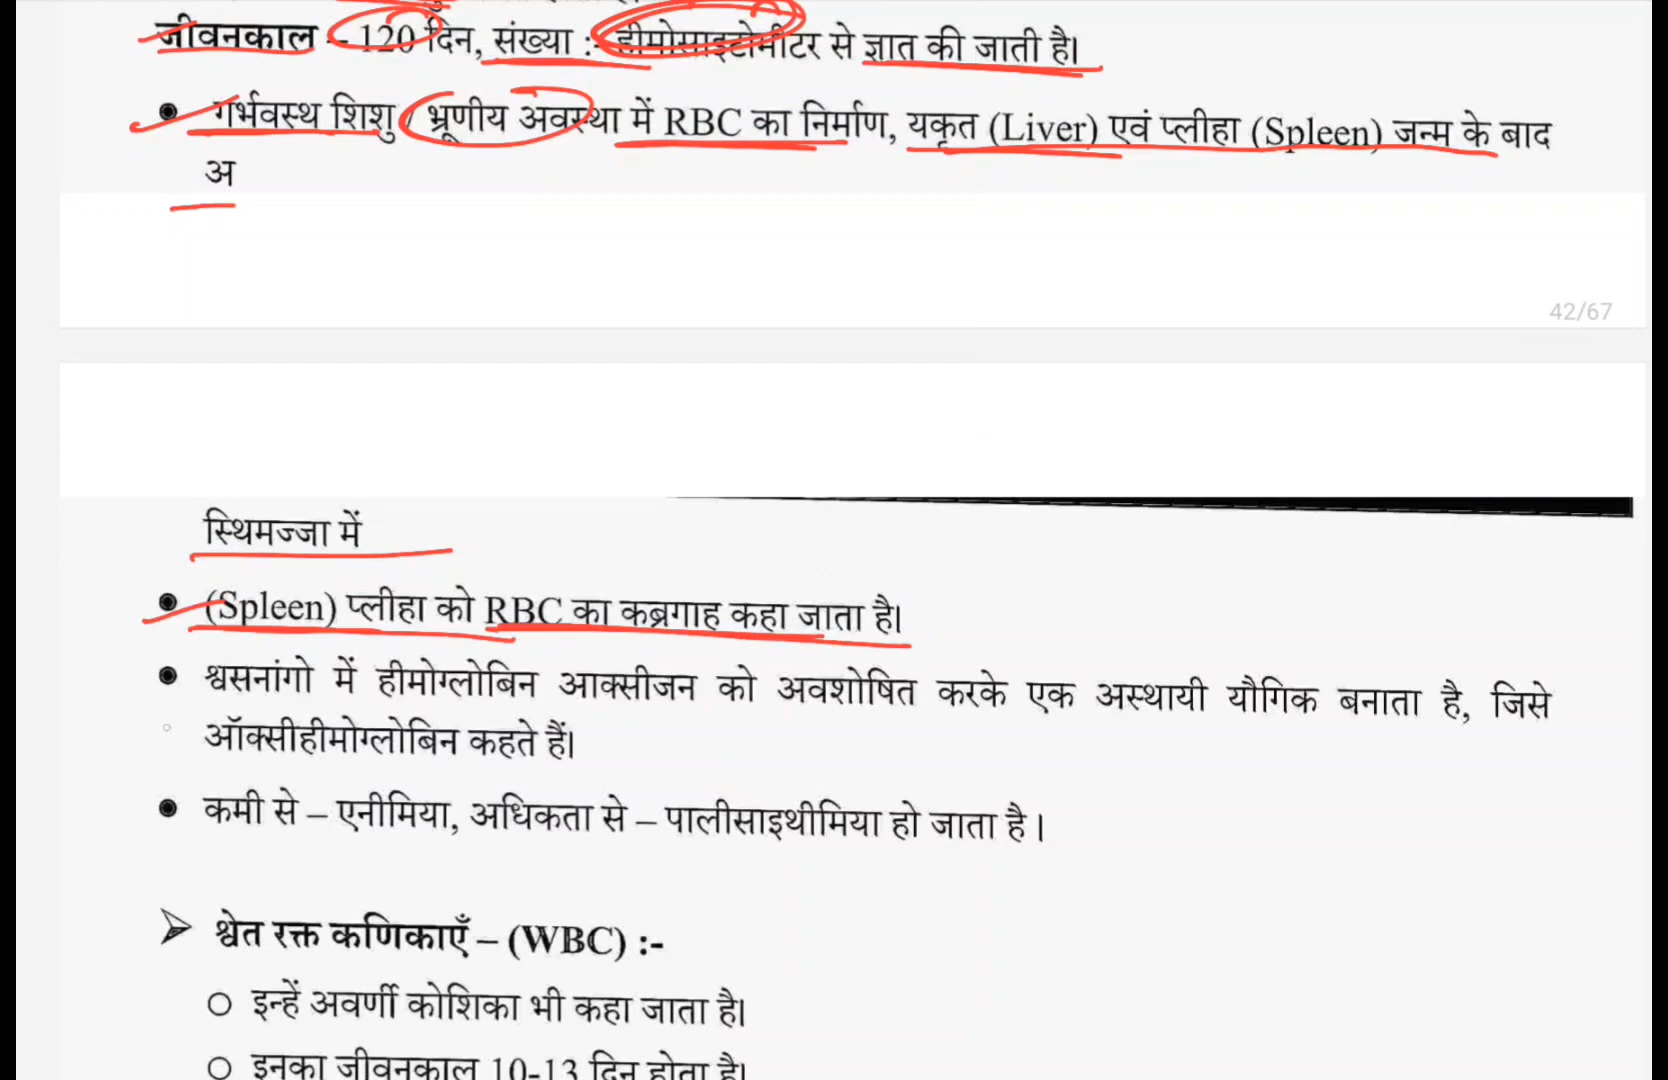 जीवनकाल – 120 दिन, संख्या :- हीमोसाइटोमीटर से ज्ञात की जाती है।
गर्भवस्थ शिशु / भ्रूणीय अवस्था में RBC का निर्माण, यकृत (Liver) एवं प्लीहा (Spleen) जन्म के बाद
अ
42/67
स्थिमज्जा में
(Spleen) प्लीहा को RBC का कब्रगाह कहा जाता है।
श्वसनांगो में हीमोग्लोबिन आक्सीजन को अवशोषित करके एक अस्थायी यौगिक बनाता है, जिसे
ऑक्सीहीमोग्लोबिन कहते हैं।
कमी से – एनीमिया, अधिकता से – पालीसाइथीमिया हो जाता है ।
श्वेत रक्त कणिकाएँ – (WBC) :-
इन्हें अवर्णी कोशिका भी कहा जाता है।
इनका जीवनकाल 10-13 दिन होता है।